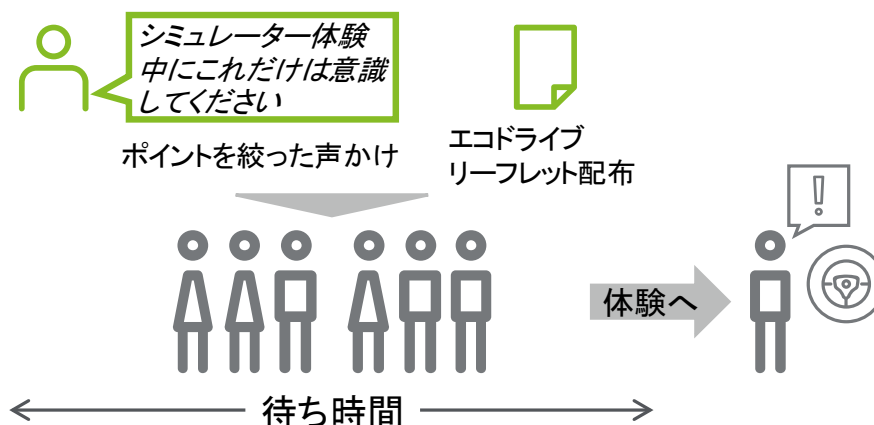 シミュレーター体験
中にこれだけは意識
してください
ポイントを絞った声かけ
エコドライブ
リーフレット配布
!
体験へ
待ち時間